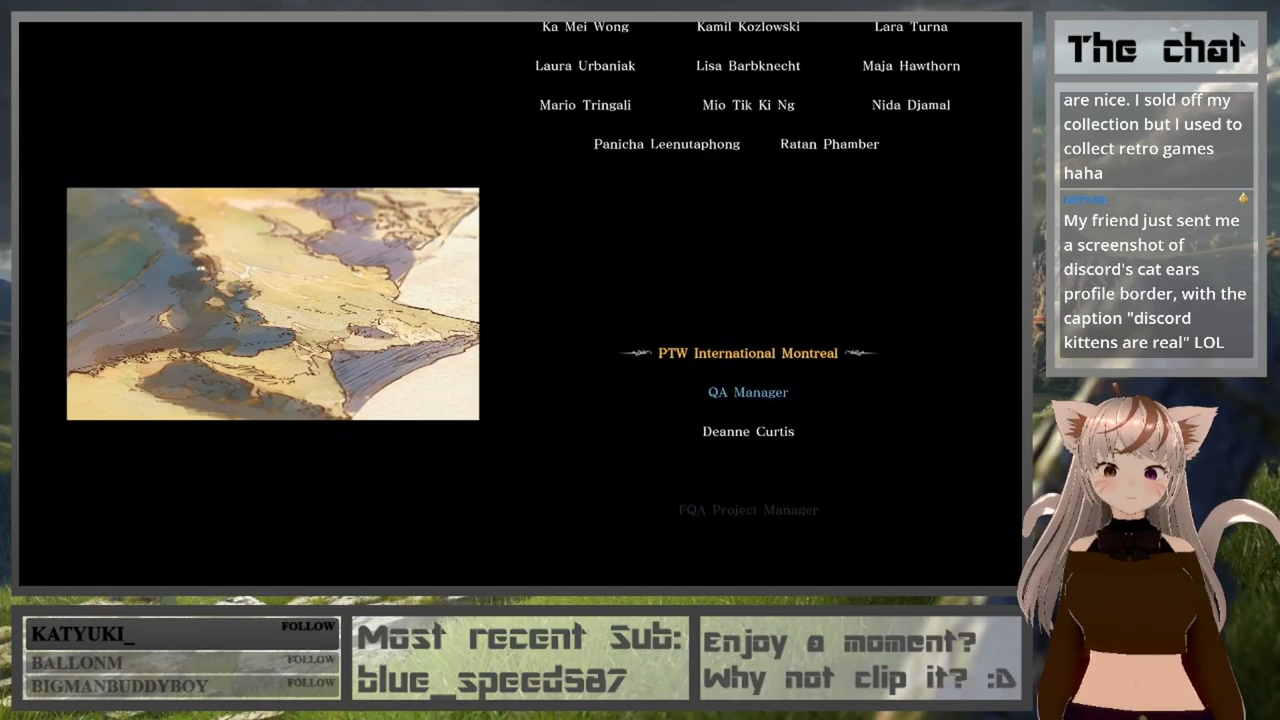 Ka Mei Wong Kamil Kozlowski Lara Turna
Laura Urbaniak Lisa Barbknecht Maja Hawthorn
Mario Tringali Mio Tik Ki Ng Nida Djamal
Panicha Leenutaphong Ratan Phamber
PTW International Montreal
QA Manager
Deanne Curtis
FQA Project Manager
The chat
are nice. I sold off my
collection but I used to
collect retro games
haha
My friend just sent me
a screenshot of
discord's cat ears
profile border, with the
caption "discord
kittens are real" LOL
KATYUKI_ FOLLOW
BALLONM FOLLOW
BIGMANBUDDYBOY FOLLOW
Most recent Sub:
blue_speed587
Enjoy a moment?
Why not clip it? :D